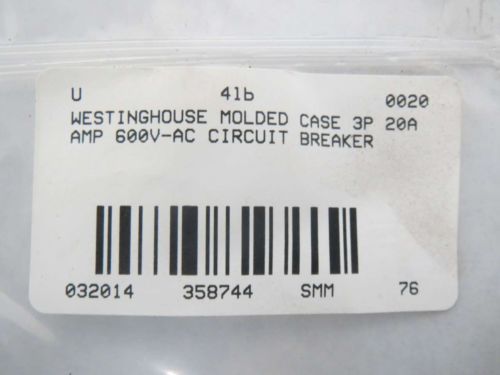 U 41b 0020
WESTINGHOUSE MOLDED CASE 3P 20A
AMP 600V-AC CIRCUIT BREAKER
032014 358744 SMM 76